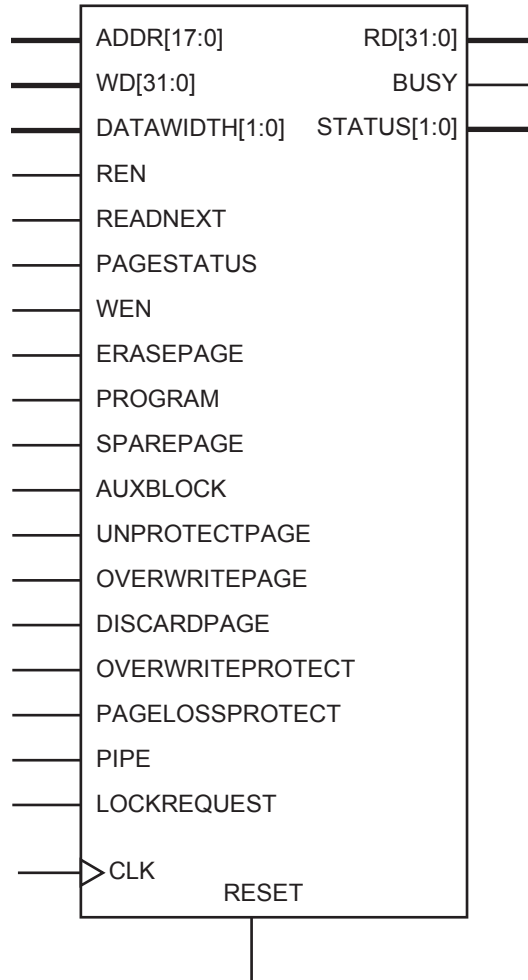 ADDR[17:0] RD[31:0]
WD[31:0] BUSY
DATAWIDTH[1:0] STATUS[1:0]
REN
READNEXT
PAGESTATUS
WEN
ERASEPAGE
PROGRAM
SPAREPAGE
AUXBLOCK
UNPROTECTPAGE
OVERWRITEPAGE
DISCARDPAGE
OVERWRITEPROTECT
PAGELOSSPROTECT
PIPE
LOCKREQUEST
CLK
RESET